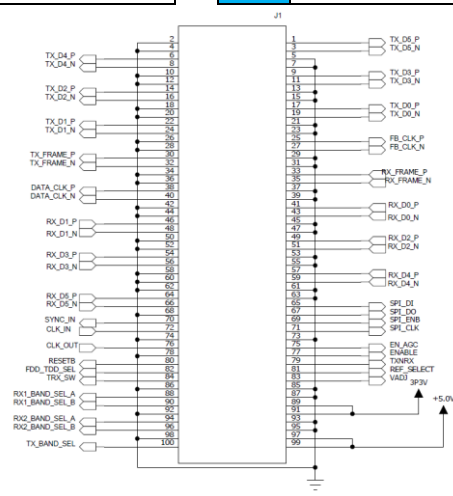 J1
2 1 TX_D5_P
4 3 TX_D5_N
TX_D4_P 6 5
TX_D4_N 8 7
10 9 TX_D3_P
12 11 TX_D3_N
TX_D2_P 14 13
TX_D2_N 16 15
18 17 TX_D0_P
20 19 TX_D0_N
TX_D1_P 22 21
TX_D1_N 24 23
26 25 FB_CLK_P
28 27 FB_CLK_N
TX_FRAME_P 30 29
TX_FRAME_N 32 31
34 33 RX_FRAME_P
36 35 RX_FRAME_N
DATA_CLK_P 38 37
DATA_CLK_N 40 39
42 41 RX_D0_P
44 43 RX_D0_N
RX_D1_P 46 45
RX_D1_N 48 47
50 49 RX_D2_P
52 51 RX_D2_N
RX_D3_P 54 53
RX_D3_N 56 55
58 57 RX_D4_P
60 59 RX_D4_N
62 61
RX_D5_P 64 63
RX_D5_N 66 65 SPI_DI
68 67 SPI_DO
SYNC_IN 70 69 SPI_ENB
CLK_IN 72 71 SPI_CLK
74 73
CLK_OUT 76 75 EN_AGC
78 77 ENABLE
RESETB 80 79 TXNRX
FDD_TDD_SEL 82 81 REF_SELECT
TRX_SW 84 83 VADJ
86 85 3P3V
RX1_BAND_SEL_A 88 87
RX1_BAND_SEL_B 90 89 +5.0V
92 91
RX2_BAND_SEL_A 94 93
RX2_BAND_SEL_B 96 95
98 97
TX_BAND_SEL 100 99